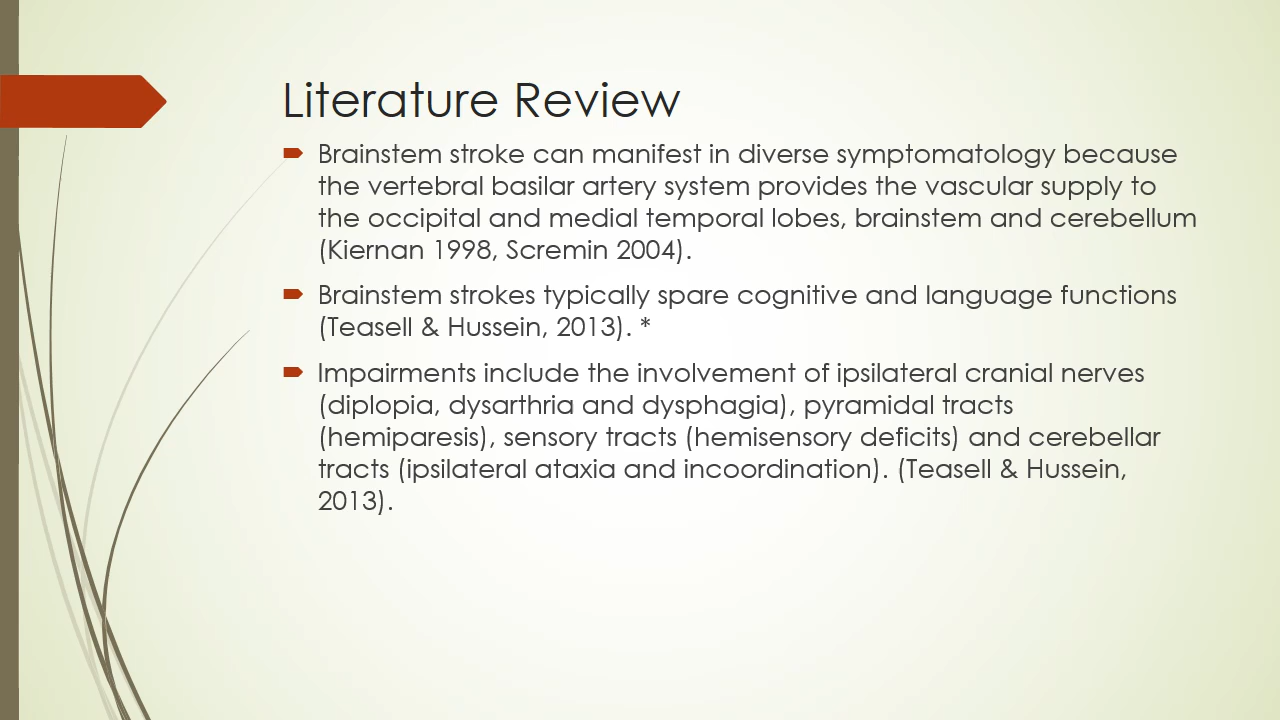 Literature Review
Brainstem stroke can manifest in diverse symptomatology because
the vertebral basilar artery system provides the vascular supply to
the occipital and medial temporal lobes, brainstem and cerebellum
(Kiernan 1998, Scremin 2004).
Brainstem strokes typically spare cognitive and language functions
(Teasell & Hussein, 2013). *
Impairments include the involvement of ipsilateral cranial nerves
(diplopia, dysarthria and dysphagia), pyramidal tracts
(hemiparesis), sensory tracts (hemisensory deficits) and cerebellar
tracts (ipsilateral ataxia and incoordination). (Teasell & Hussein,
2013).